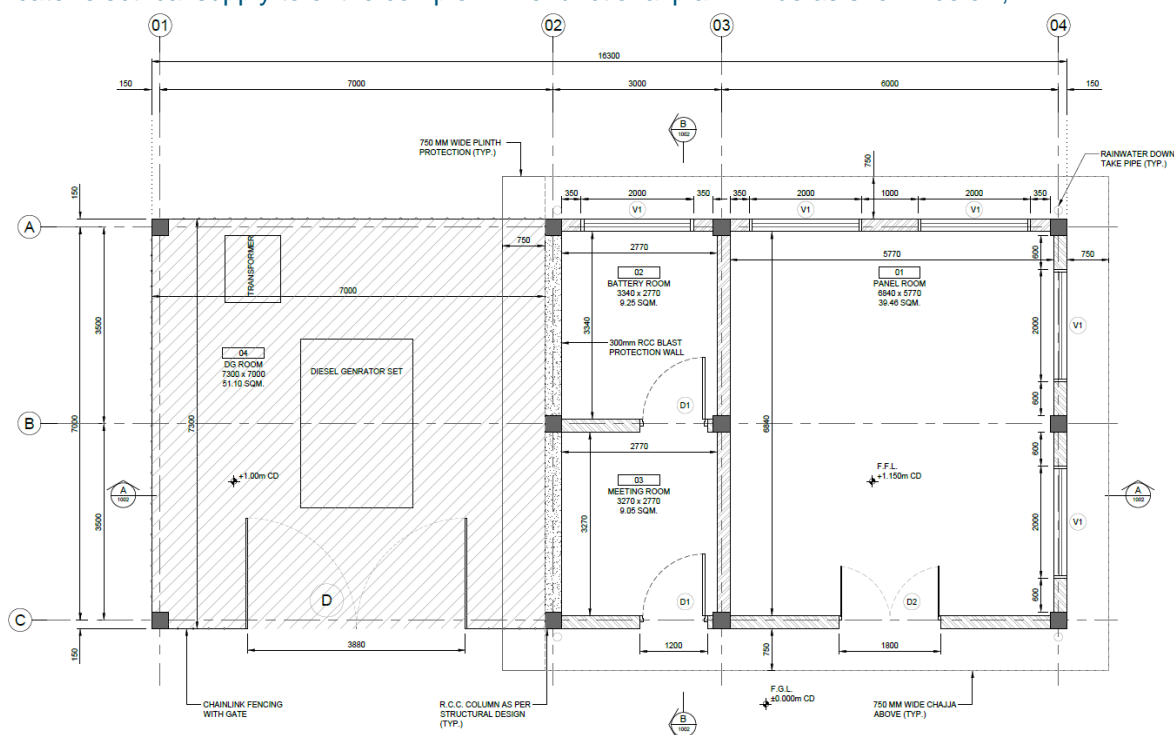 01
02
03
04
16300
150
7000
3000
6000
150
B
1002
750 MM WIDE PLINTH
PROTECTION (TYP.)
RAINWATER DOWN
TAKE PIPE (TYP.)
750
150
350
2000
350
350
2000
1000
2000
350
V1
V1
V1
A
TRANSFORMER
750
2770
5770
600
750
02
BATTERY ROOM
3340 x 2770
9.25 SQM.
01
PANEL ROOM
6840 x 5770
39.46 SQM.
7000
3500
3340
2000
V1
300mm RCC BLAST
PROTECTION WALL
04
DG ROOM
7300 x 7000
51.10 SQM.
DIESEL GENRATOR SET
D1
600
B
7000
7300
6840
2770
600
03
MEETING ROOM
3270 x 2770
9.05 SQM.
F.F.L.
+1.150m CD
+1.00m CD
A
1002
A
1002
3500
3270
2000
V1
D
D1
D2
600
C
150
3880
1200
750
1800
CHAINLINK FENCING
WITH GATE
R.C.C. COLUMN AS PER
STRUCTURAL DESIGN
(TYP.)
B
1002
F.G.L.
±0.000m CD
750 MM WIDE CHAJJA
ABOVE (TYP.)